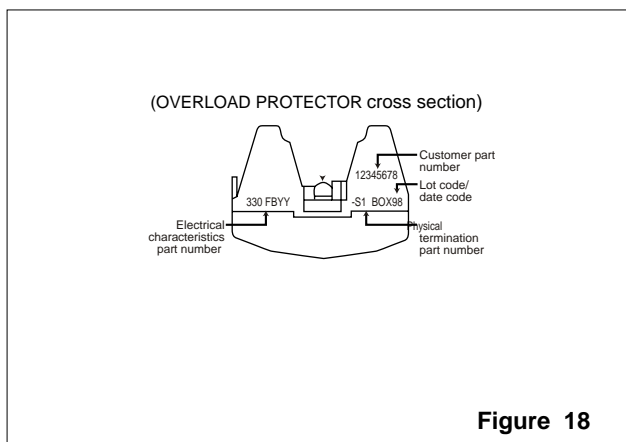 (OVERLOAD PROTECTOR cross section)
Customer part
number
12345678
Lot code/
date code
330 FBYY
-S1 BOX98
Electrical
characteristics
part number
Physical
termination
part number
Figure 18